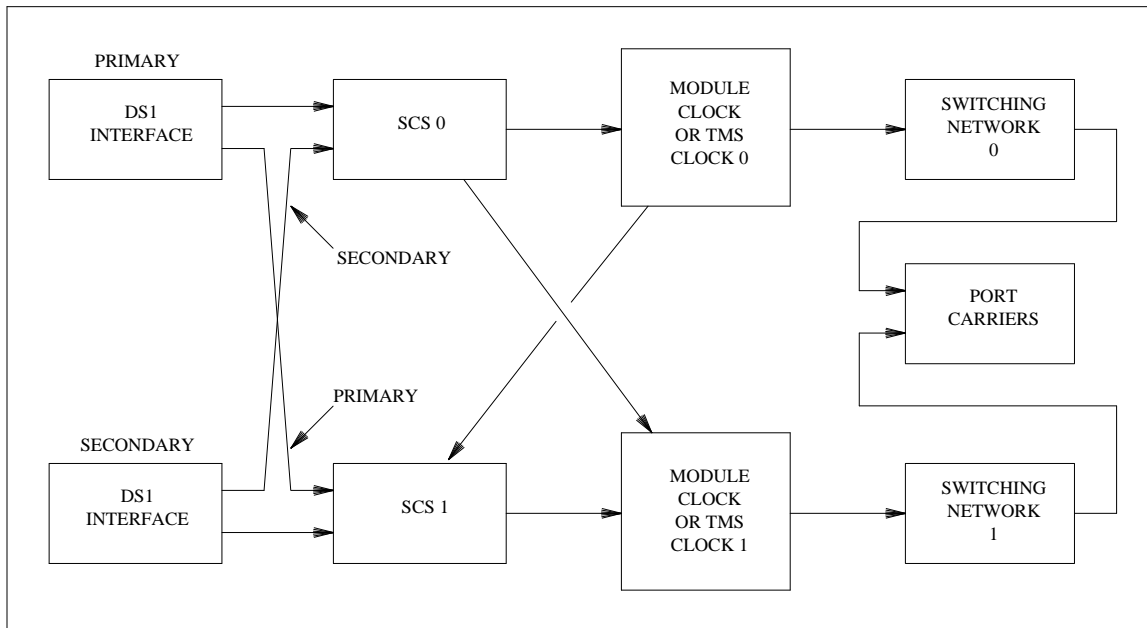 PRIMARY
DS1
INTERFACE
SCS 0
MODULE
CLOCK
OR TMS
CLOCK 0
SWITCHING
NETWORK
0
SECONDARY
PORT
CARRIERS
PRIMARY
SECONDARY
DS1
INTERFACE
SCS 1
MODULE
CLOCK
OR TMS
CLOCK 1
SWITCHING
NETWORK
1